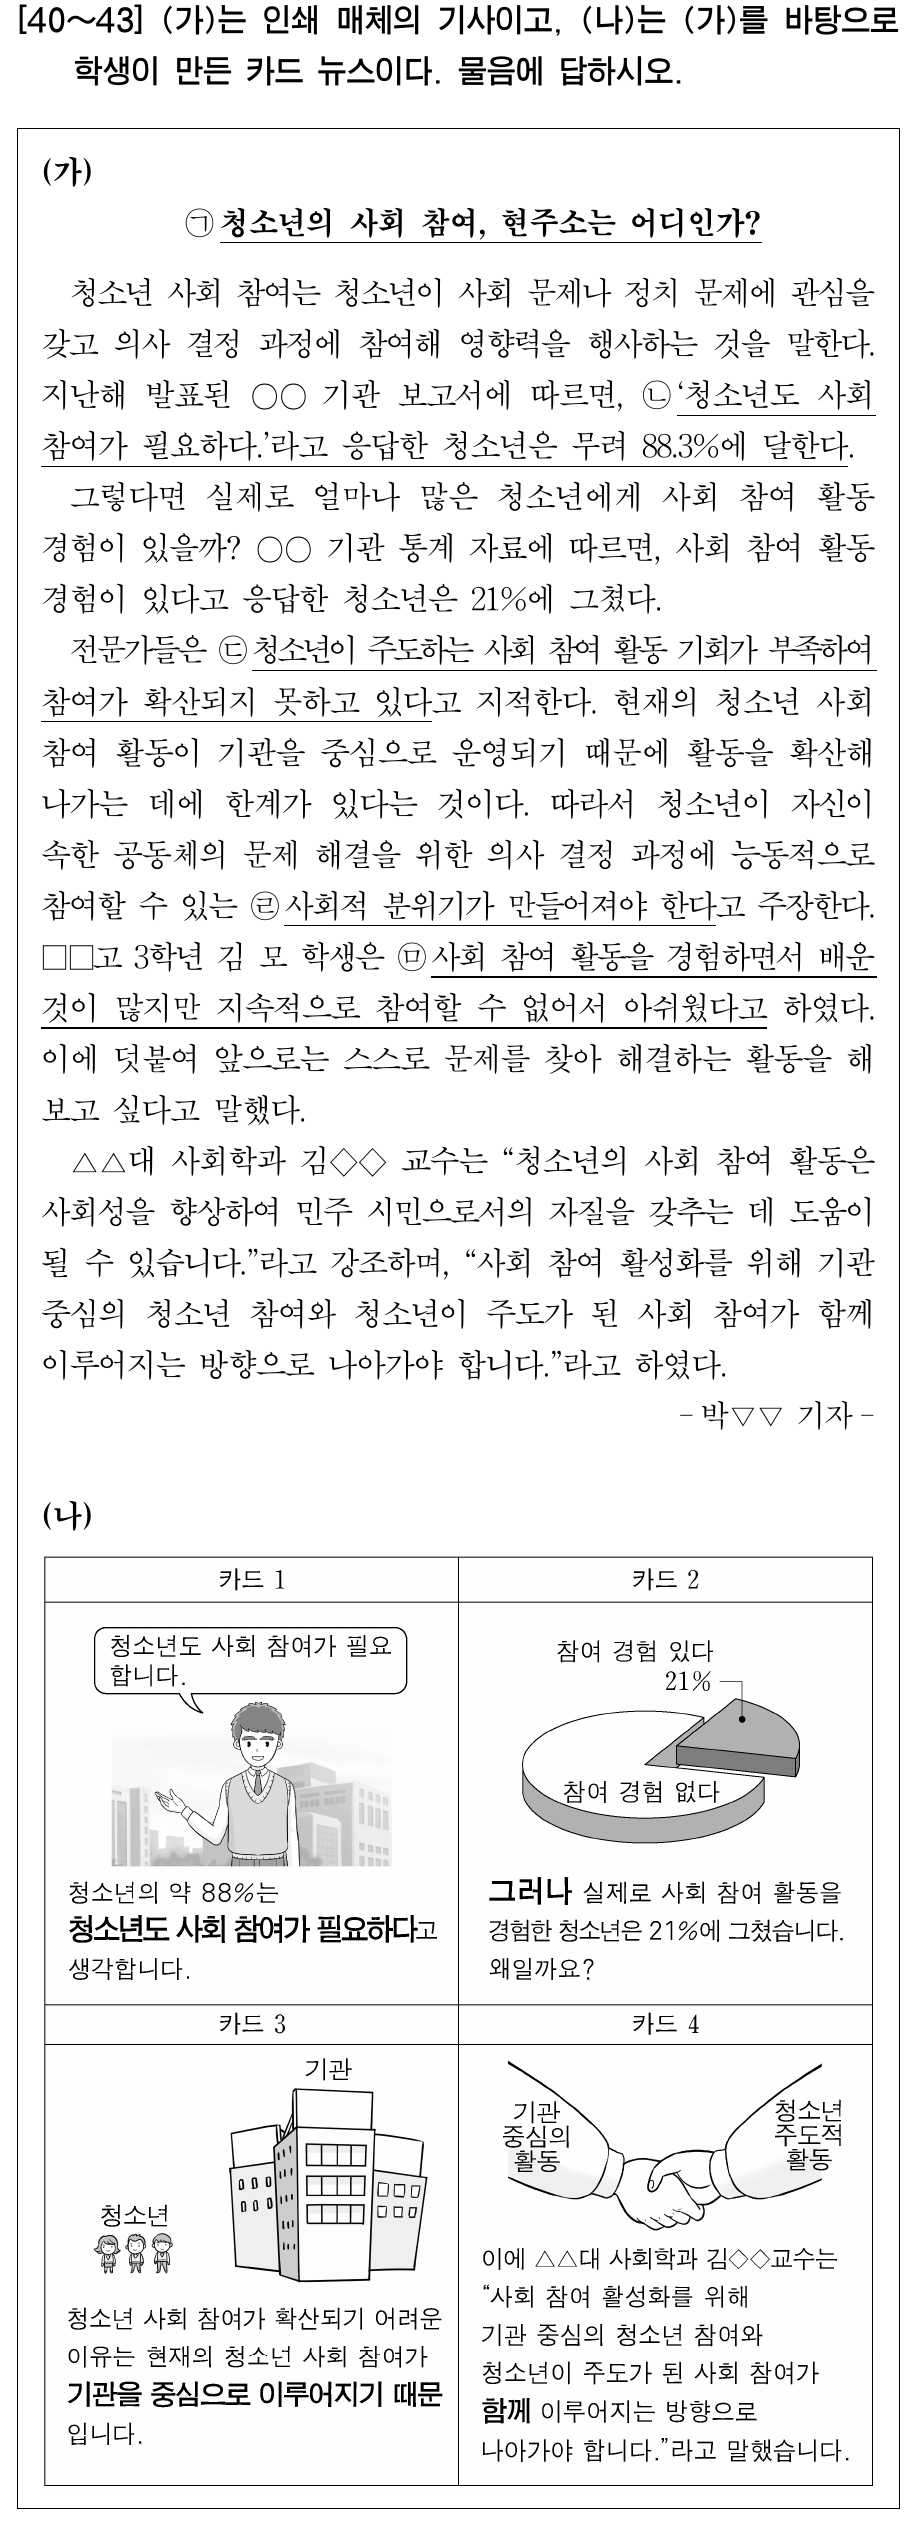 [40～43] (가)는 인쇄 매체의 기사이고, (나)는 (가)를 바탕으로
학생이 만든 카드 뉴스이다. 물음에 답하시오.
(가)
㉠청소년의 사회 참여, 현주소는 어디인가?
청소년 사회 참여는 청소년이 사회 문제나 정치 문제에 관심을
갖고 의사 결정 과정에 참여해 영향력을 행사하는 것을 말한다.
지난해 발표된 ○○ 기관 보고서에 따르면, ㉡‘청소년도 사회
참여가 필요하다.’라고 응답한 청소년은 무려 88.3%에 달한다.
그렇다면 실제로 얼마나 많은 청소년에게 사회 참여 활동
경험이 있을까? ○○ 기관 통계 자료에 따르면, 사회 참여 활동
경험이 있다고 응답한 청소년은 21%에 그쳤다.
전문가들은 ㉢청소년이 주도하는 사회 참여 활동 기회가 부족하여
참여가 확산되지 못하고 있다고 지적한다. 현재의 청소년 사회
참여 활동이 기관을 중심으로 운영되기 때문에 활동을 확산해
나가는 데에 한계가 있다는 것이다. 따라서 청소년이 자신이
속한 공동체의 문제 해결을 위한 의사 결정 과정에 능동적으로
참여할 수 있는 ㉣사회적 분위기가 만들어져야 한다고 주장한다.
□□고 3학년 김 모 학생은 ㉤사회 참여 활동을 경험하면서 배운
것이 많지만 지속적으로 참여할 수 없어서 아쉬웠다고 하였다.
이에 덧붙여 앞으로는 스스로 문제를 찾아 해결하는 활동을 해
보고 싶다고 말했다.
△△대 사회학과 김◇◇ 교수는 “청소년의 사회 참여 활동은
사회성을 향상하여 민주 시민으로서의 자질을 갖추는 데 도움이
될 수 있습니다.”라고 강조하며, “사회 참여 활성화를 위해 기관
중심의 청소년 참여와 청소년이 주도가 된 사회 참여가 함께
이루어지는 방향으로 나아가야 합니다.”라고 하였다.
- 박▽▽ 기자 -
(나)
카드 1
청소년도 사회 참여가 필요
합니다.
청소년의 약 88%는
청소년도 사회 참여가 필요하다고
생각합니다.
카드 2
참여 경험 있다
21%
참여 경험 없다
그러나 실제로 사회 참여 활동을
경험한 청소년은 21%에 그쳤습니다.
왜일까요?
카드 3
기관
청소년
청소년 사회 참여가 확산되기 어려운
이유는 현재의 청소년 사회 참여가
기관을 중심으로 이루어지기 때문
입니다.
카드 4
기관
중심의
활동
청소년
주도적
활동
이에 △△대 사회학과 김◇◇교수는
“사회 참여 활성화를 위해
기관 중심의 청소년 참여와
청소년이 주도가 된 사회 참여가
함께 이루어지는 방향으로
나아가야 합니다.”라고 말했습니다.